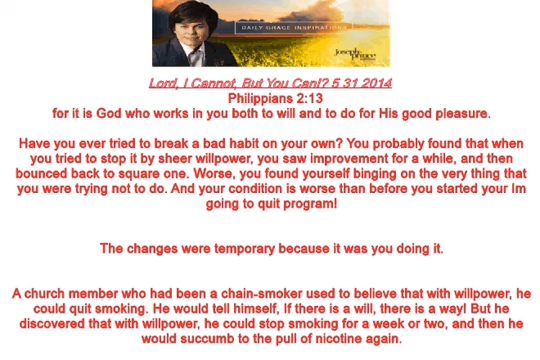 DAILY GRACE INSPIRATIONS
Joseph
prince
Lord, I Cannot, But You Can!? 5 31 2014
Philippians 2:13
for it is God who works in you both to will and to do for His good pleasure.
Have you ever tried to break a bad habit on your own? You probably found that when
you tried to stop it by sheer willpower, you saw improvement for a while, and then
bounced back to square one. Worse, you found yourself binging on the very thing that
you were trying not to do. And your condition is worse than before you started your Im
going to quit program!
The changes were temporary because it was you doing it.
A church member who had been a chain-smoker used to believe that with willpower, he
could quit smoking. He would tell himself, If there is a will, there is a way! But he
discovered that with willpower, he could stop smoking for a week or two, and then he
would succumb to the pull of nicotine again.